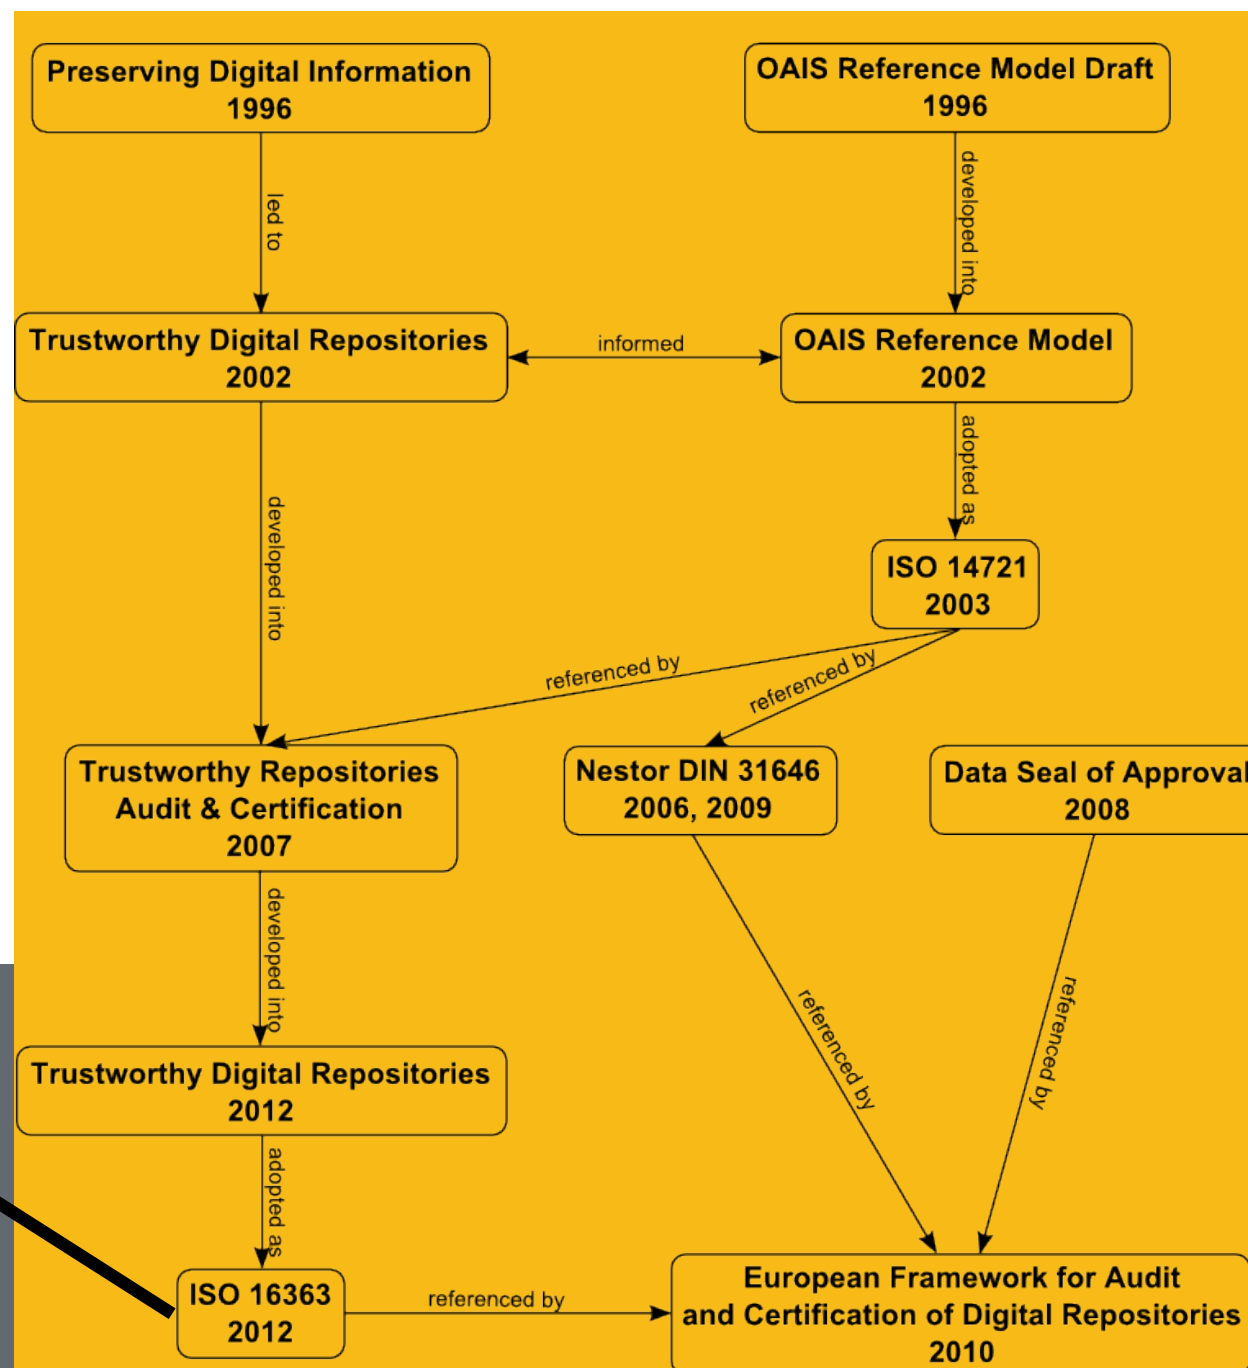 Preserving Digital Information
1996
OAIS Reference Model Draft
1996
led to
developed into
Trustworthy Digital Repositories
2002
informed
OAIS Reference Model
2002
developed into
adopted as
ISO 14721
2003
referenced by
referenced by
Trustworthy Repositories
Audit & Certification
2007
Nestor DIN 31646
2006, 2009
Data Seal of Approval
2008
developed into
referenced by
referenced by
Trustworthy Digital Repositories
2012
adopted as
ISO 16363
2012
referenced by
European Framework for Audit
and Certification of Digital Repositories
2010